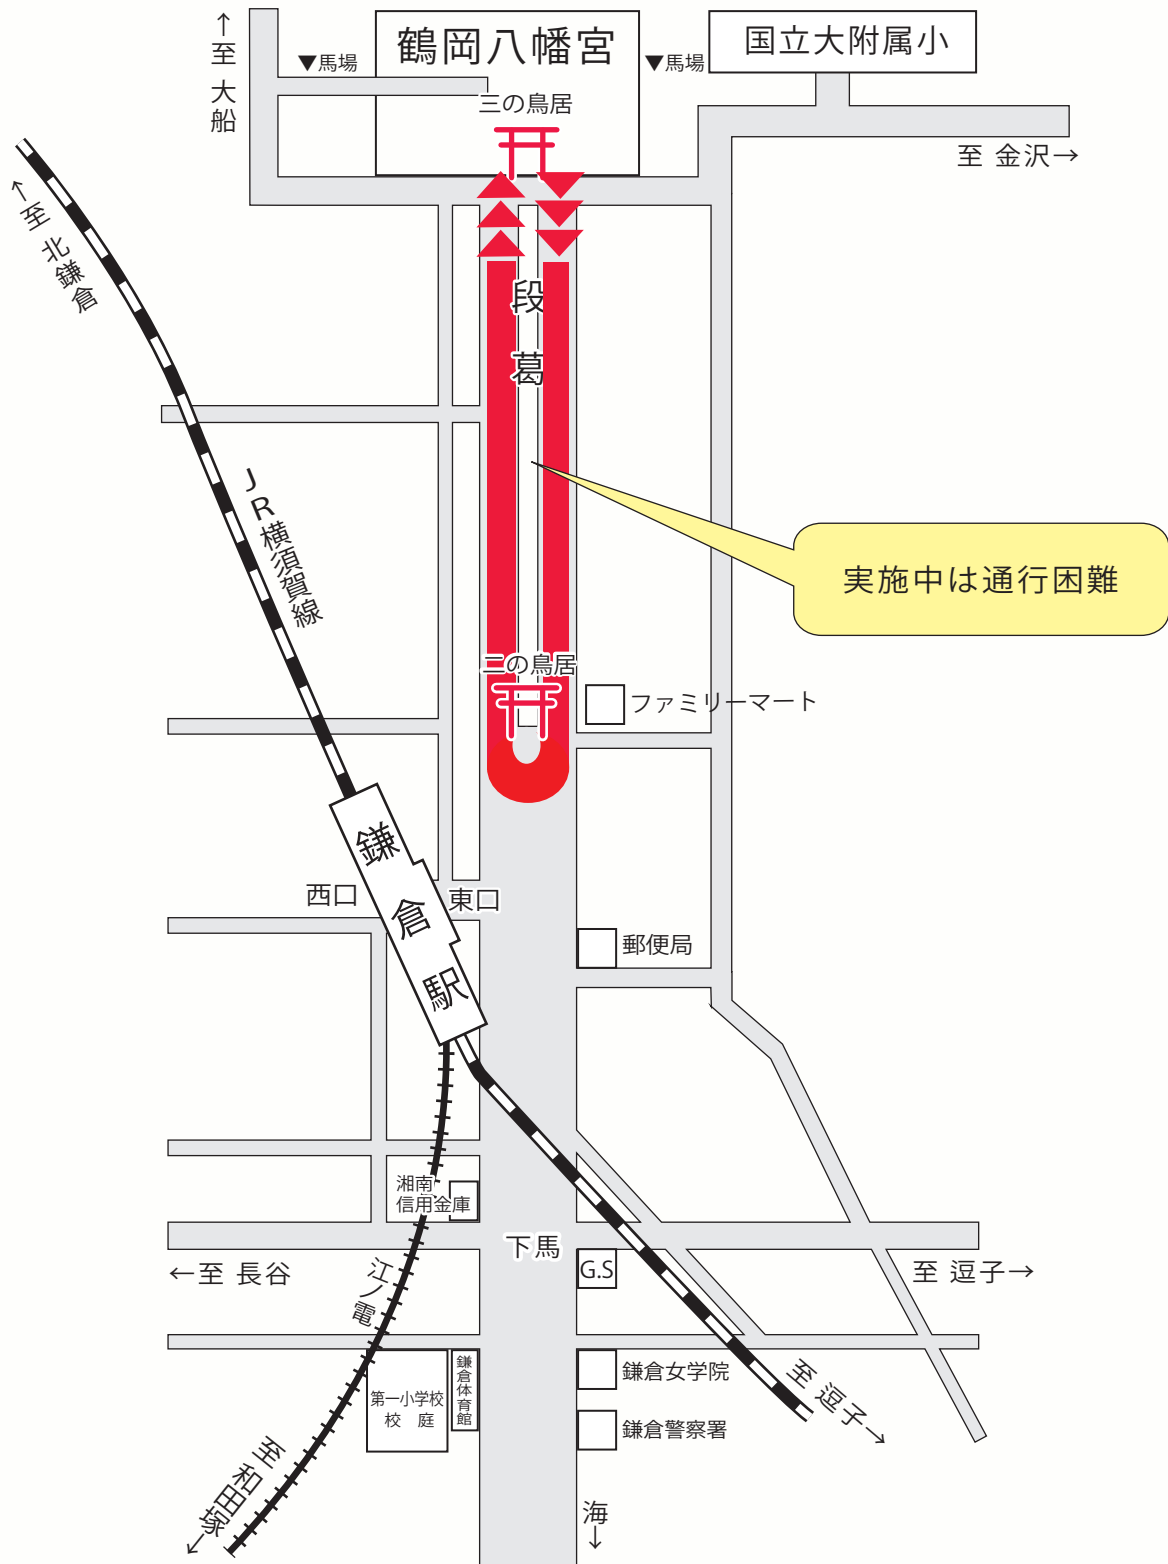 ↑至 大船
▼馬場
鶴岡八幡宮
▼馬場
国立大附属小
三の鳥居
至 金沢→
←至 北鎌倉
段葛
JR横須賀線
実施中は通行困難
二の鳥居
ファミリーマート
鎌倉駅
西口
東口
郵便局
湘南
信用金庫
下馬
G.S
←至 長谷
至 逗子→
江ノ電
第一小学校
校 庭
鎌倉体育館
鎌倉女学院
鎌倉警察署
至 逗子→
至和田塚→
海→